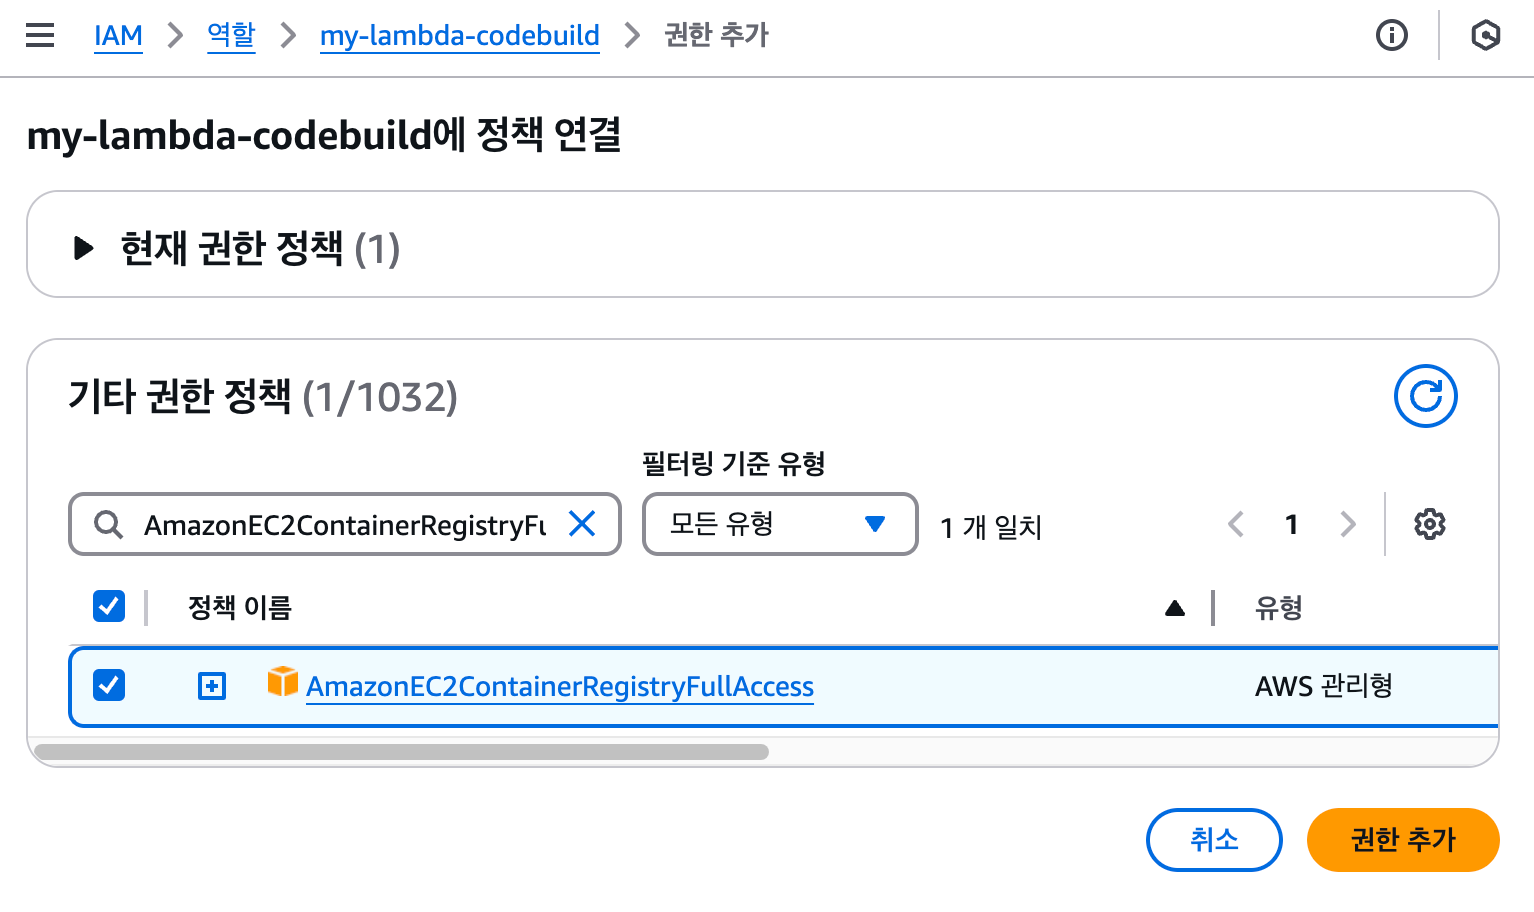 IAM > 역할 > my-lambda-codebuild > 권한 추가
my-lambda-codebuild에 정책 연결
현재 권한 정책 (1)
기타 권한 정책 (1/1032)
필터링 기준 유형
AmazonEC2ContainerRegistryFu 모든 유형 1 개 일치 1
정책 이름 유형
AmazonEC2ContainerRegistryFullAccess AWS 관리형
취소 권한 추가